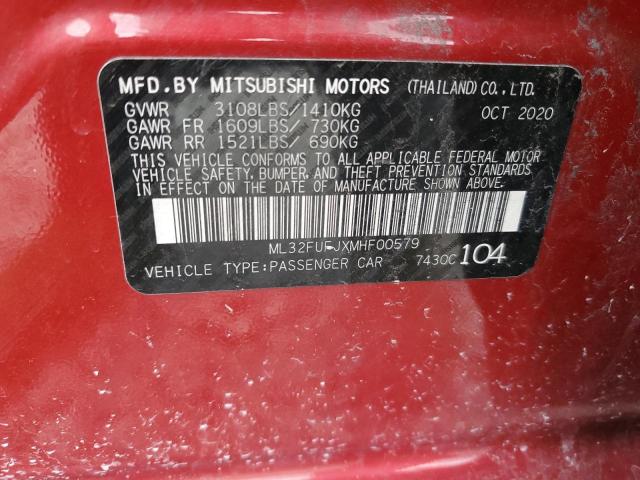 MFD.BY MITSUBISHI MOTORS (THAILAND) CO.,LTD.
GVWR 3108LBS/1410KG OCT 2020
GAWR FR 1609LBS/ 730KG
GAWR RR 1521LBS/ 690KG
THIS VEHICLE CONFORMS TO ALL APPLICABLE FEDERAL MOTOR
VEHICLE SAFETY, BUMPER, AND THEFT PREVENTION STANDARDS
IN EFFECT ON THE DATE OF MANUFACTURE SHOWN ABOVE.
VEHICLE TYPE:PASSENGER CAR 7430C 104